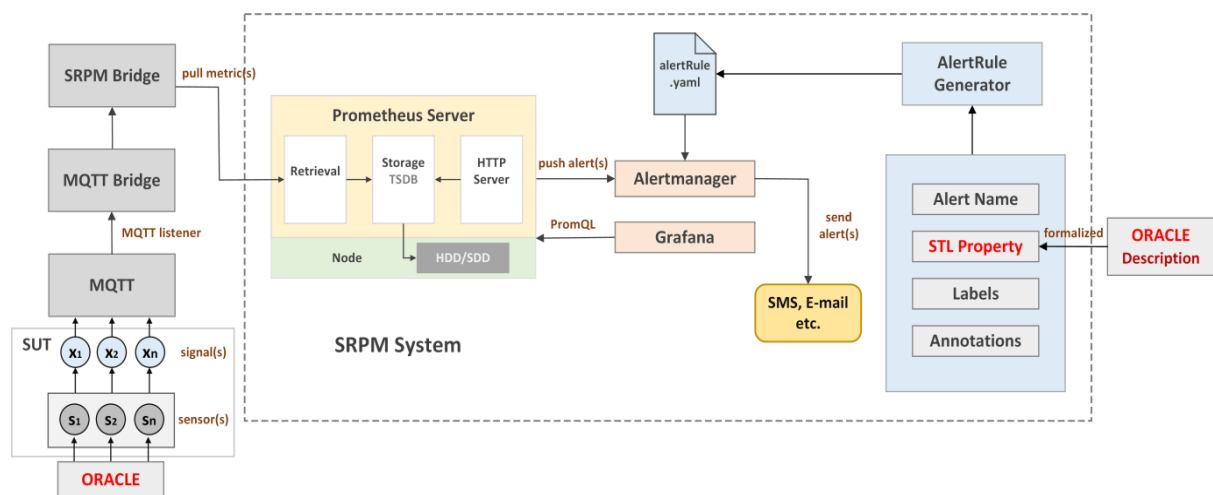 SRPM Bridge
pull metric(s)
MQTT Bridge
MQTT listener
MQTT
SUT
x1
x2
xn
signal(s)
s1
s2
sn
sensor(s)
ORACLE
Prometheus Server
Retrieval
Storage
TSDB
HTTP
Server
Node
HDD/SDD
push alert(s)
PromQL
alertRule
.yaml
Alertmanager
Grafana
send
alert(s)
SMS, E-mail
etc.
SRPM System
AlertRule
Generator
Alert Name
STL Property
Labels
Annotations
formalized
ORACLE
Description